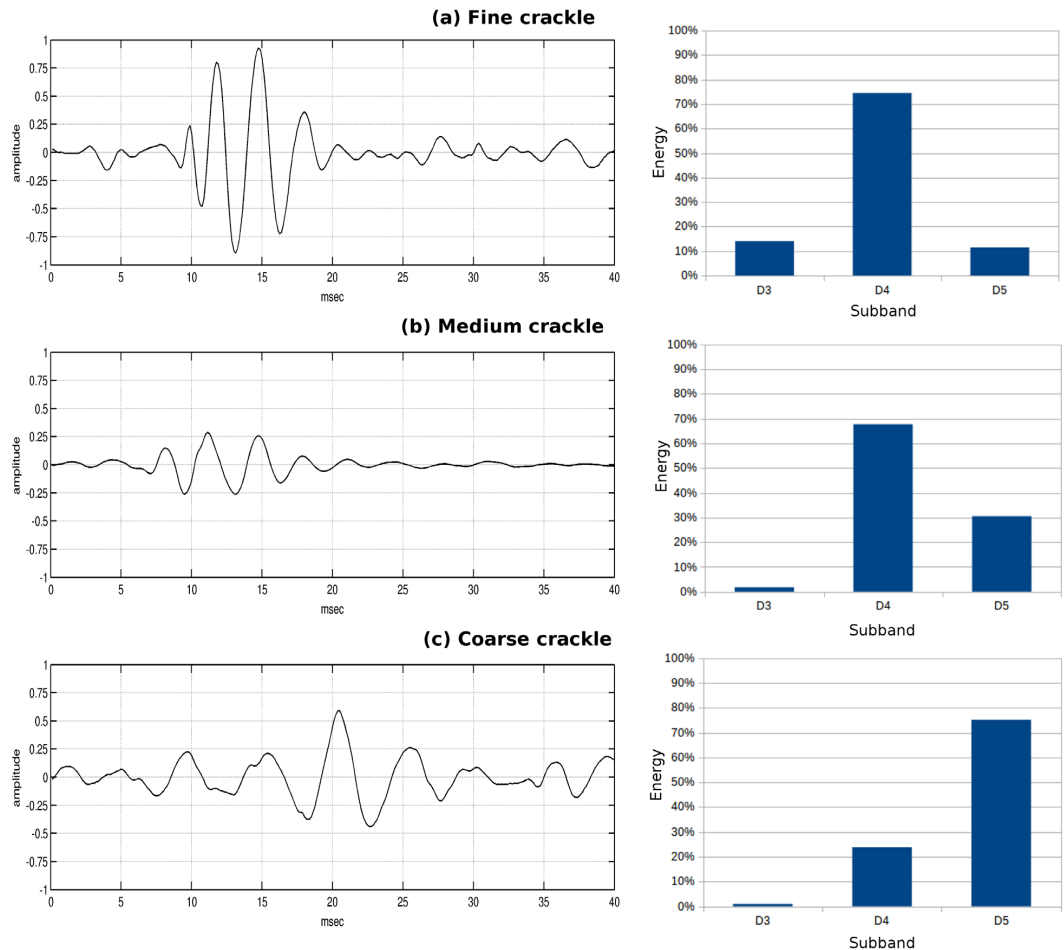 (a) Fine crackle
1
0.75
0.5
0.25
0
-0.25
-0.5
-0.75
-1
amplitude
0 5 10 15 20 25 30 35 40
msec
100%
90%
80%
70%
60%
50%
40%
30%
20%
10%
0%
Energy
D3 D4 D5
Subband
(b) Medium crackle
1
0.75
0.5
0.25
0
-0.25
-0.5
-0.75
-1
amplitude
0 5 10 15 20 25 30 35 40
msec
100%
90%
80%
70%
60%
50%
40%
30%
20%
10%
0%
Energy
D3 D4 D5
Subband
(c) Coarse crackle
1
0.75
0.5
0.25
0
-0.25
-0.5
-0.75
-1
amplitude
0 5 10 15 20 25 30 35 40
msec
100%
90%
80%
70%
60%
50%
40%
30%
20%
10%
0%
Energy
D3 D4 D5
Subband